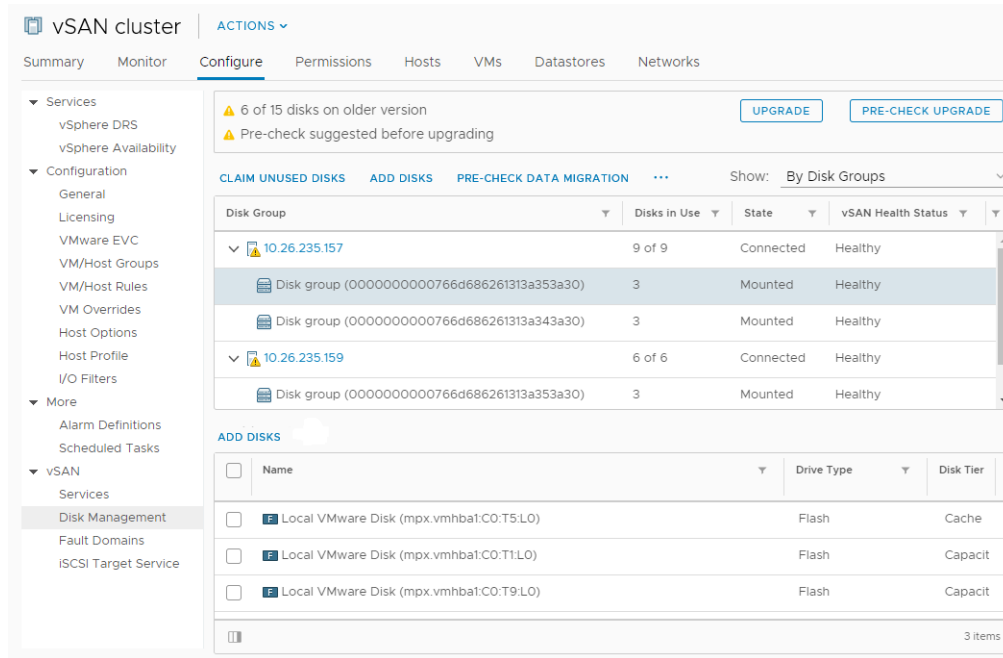 vSAN cluster ACTIONS
Summary Monitor Configure Permissions Hosts VMs Datastores Networks
Services
vSphere DRS
vSphere Availability
Configuration
General
Licensing
VMware EVC
VM/Host Groups
VM/Host Rules
VM Overrides
Host Options
Host Profile
I/O Filters
More
Alarm Definitions
Scheduled Tasks
vSAN
Services
Disk Management
Fault Domains
iSCSI Target Service
6 of 15 disks on older version
Pre-check suggested before upgrading
UPGRADE PRE-CHECK UPGRADE
CLAIM UNUSED DISKS ADD DISKS PRE-CHECK DATA MIGRATION ... Show: By Disk Groups
Disk Group Disks in Use State vSAN Health Status
10.26.235.157 9 of 9 Connected Healthy
Disk group (0000000000766d686261313a353a30) 3 Mounted Healthy
Disk group (0000000000766d686261313a343a30) 3 Mounted Healthy
10.26.235.159 6 of 6 Connected Healthy
Disk group (0000000000766d686261313a353a30) 3 Mounted Healthy
ADD DISKS
Name Drive Type Disk Tier
F Local VMware Disk (mpx.vmhba1:C0:T5:L0) Flash Cache
F Local VMware Disk (mpx.vmhba1:C0:T1:L0) Flash Capacit
F Local VMware Disk (mpx.vmhba1:C0:T9:L0) Flash Capacit
3 items